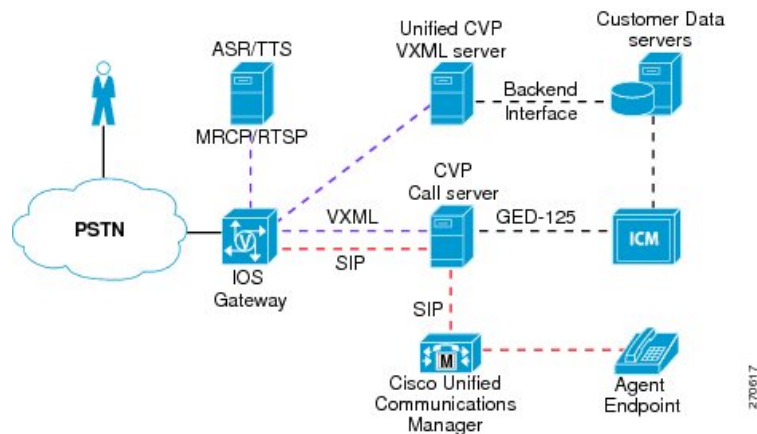 ASR/TTS
MRCP/RTSP
Unified CVP
VXML server
Customer Data
servers
Backend
Interface
PSTN
V
IOS
Gateway
VXML
SIP
CVP
Call server
GED-125
ICM
SIP
M
Cisco Unified
Communications
Manager
Agent
Endpoint
270617